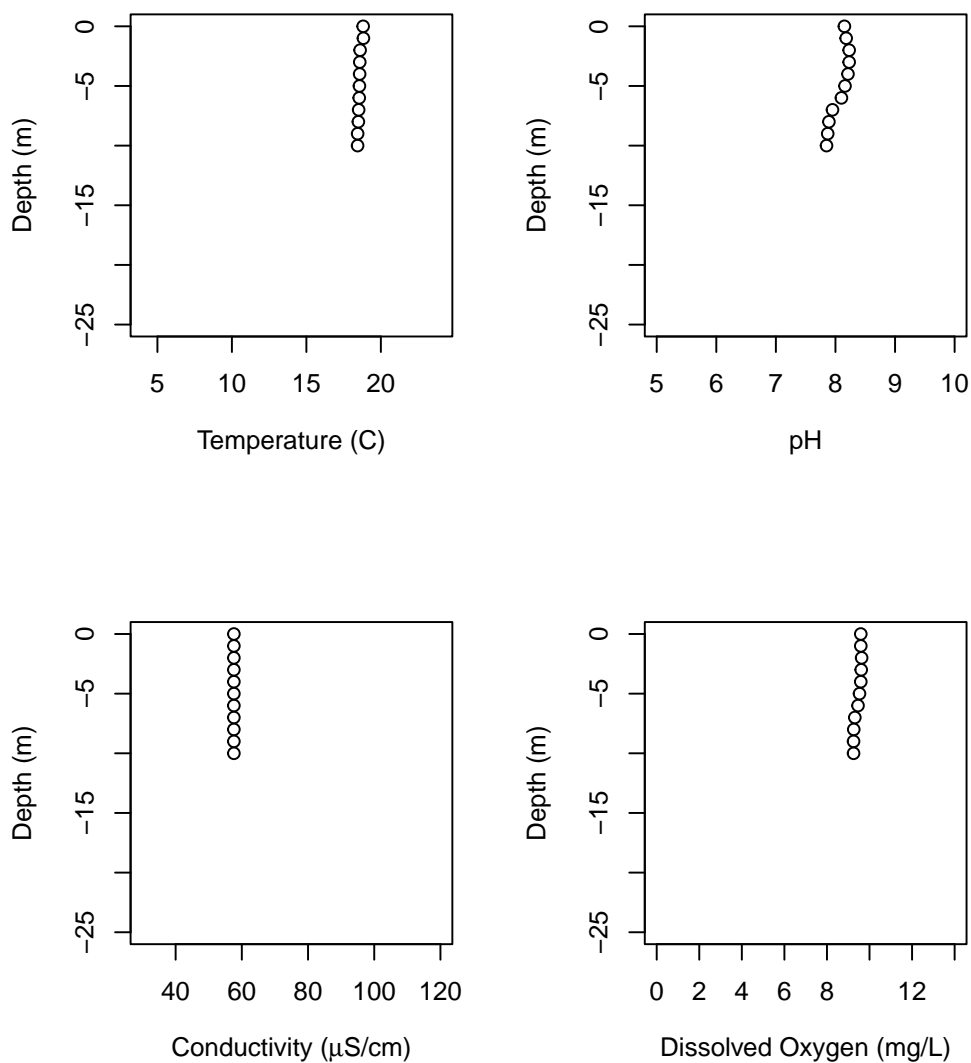 0
−5
−15
−25
Depth (m)
5 10 15 20
Temperature (C)
0
−5
−15
−25
Depth (m)
5 6 7 8 9 10
pH
0
−5
−15
−25
Depth (m)
40 60 80 100 120
Conductivity (μS/cm)
0
−5
−15
−25
Depth (m)
0 2 4 6 8 12
Dissolved Oxygen (mg/L)